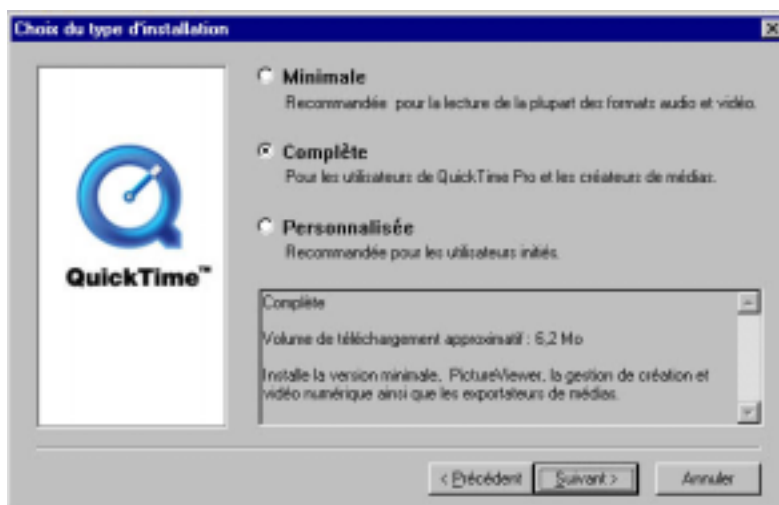 Choix du type d'installation
Minimale
Recommandée pour la lecture de la plupart des formats audio et vidéo.
Complète
Pour les utilisateurs de QuickTime Pro et les créateurs de médias.
Personnalisée
Recommandée pour les utilisateurs initiés.
QuickTime™
Complète
Volume de téléchargement approximatif : 6,2 Mo
Installe la version minimale, PictureViewer, la gestion de création et
vidéo numérique ainsi que les exportateurs de médias.
< Précédent
Suivant >
Annuler